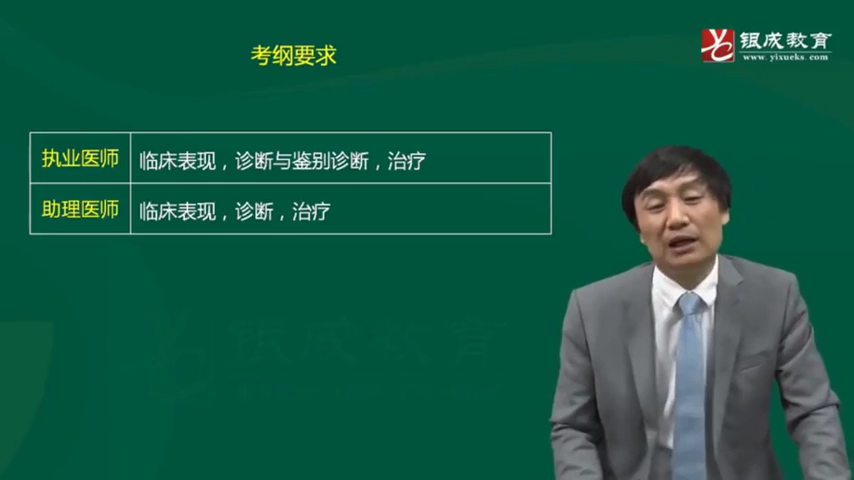 考纲要求
银成教育
www.yixueks.com
执业医师 临床表现，诊断与鉴别诊断，治疗
助理医师 临床表现，诊断，治疗
银成教育